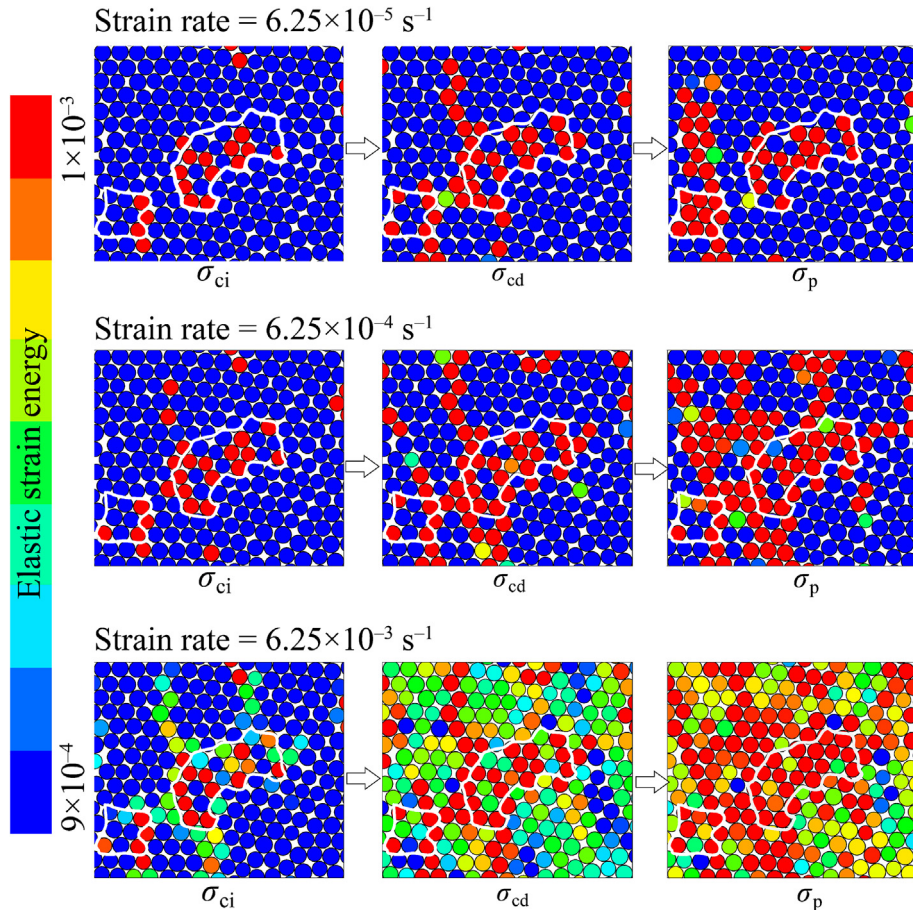 Strain rate = 6.25×10⁻⁵ s⁻¹
1×10⁻³
Elastic strain energy
9×10⁻⁴
σci
σcd
σp
Strain rate = 6.25×10⁻⁴ s⁻¹
σci
σcd
σp
Strain rate = 6.25×10⁻³ s⁻¹
σci
σcd
σp